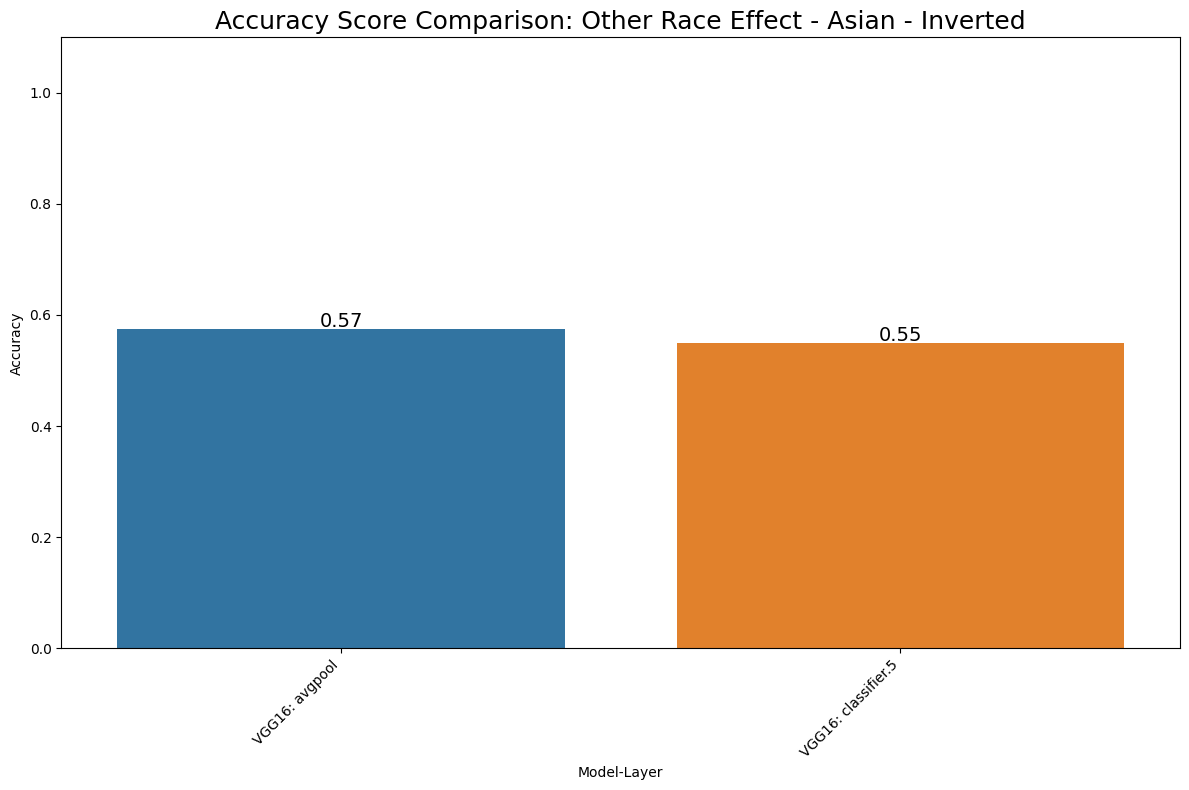 Accuracy Score Comparison: Other Race Effect - Asian - Inverted
Accuracy
1.0
0.8
0.6
0.4
0.2
0.0
0.57
0.55
VGG16: avgpool
VGG16: classifier.5
Model-Layer